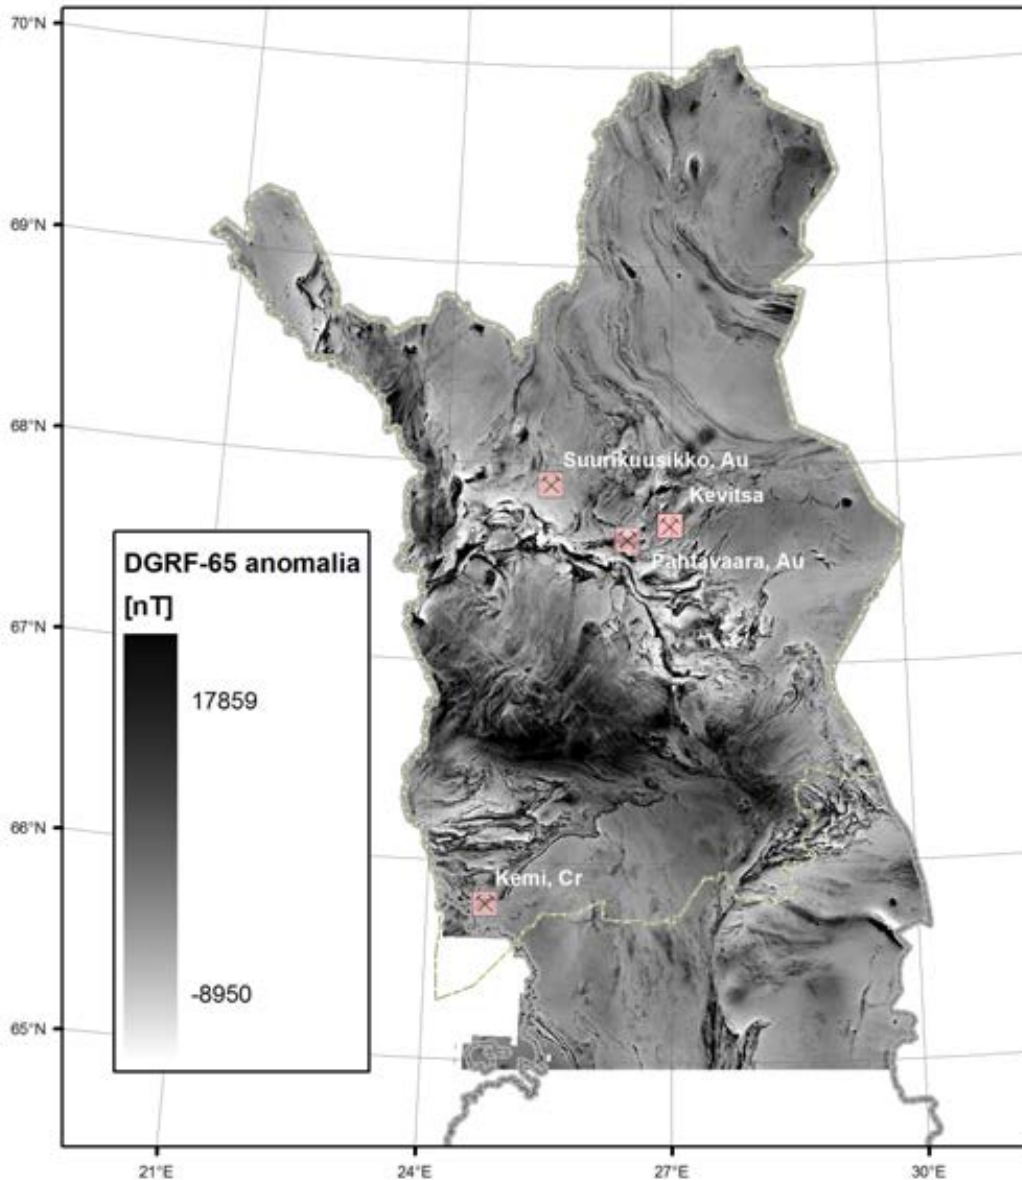 70°N
69°N
68°N
Suurikuusikko, Au
Kevitsa
Pahtavaara, Au
DGRF-65 anomalia
[nT]
67°N
17859
66°N
Kemi, Cr
-8950
65°N
21°E
24°E
27°E
30°E